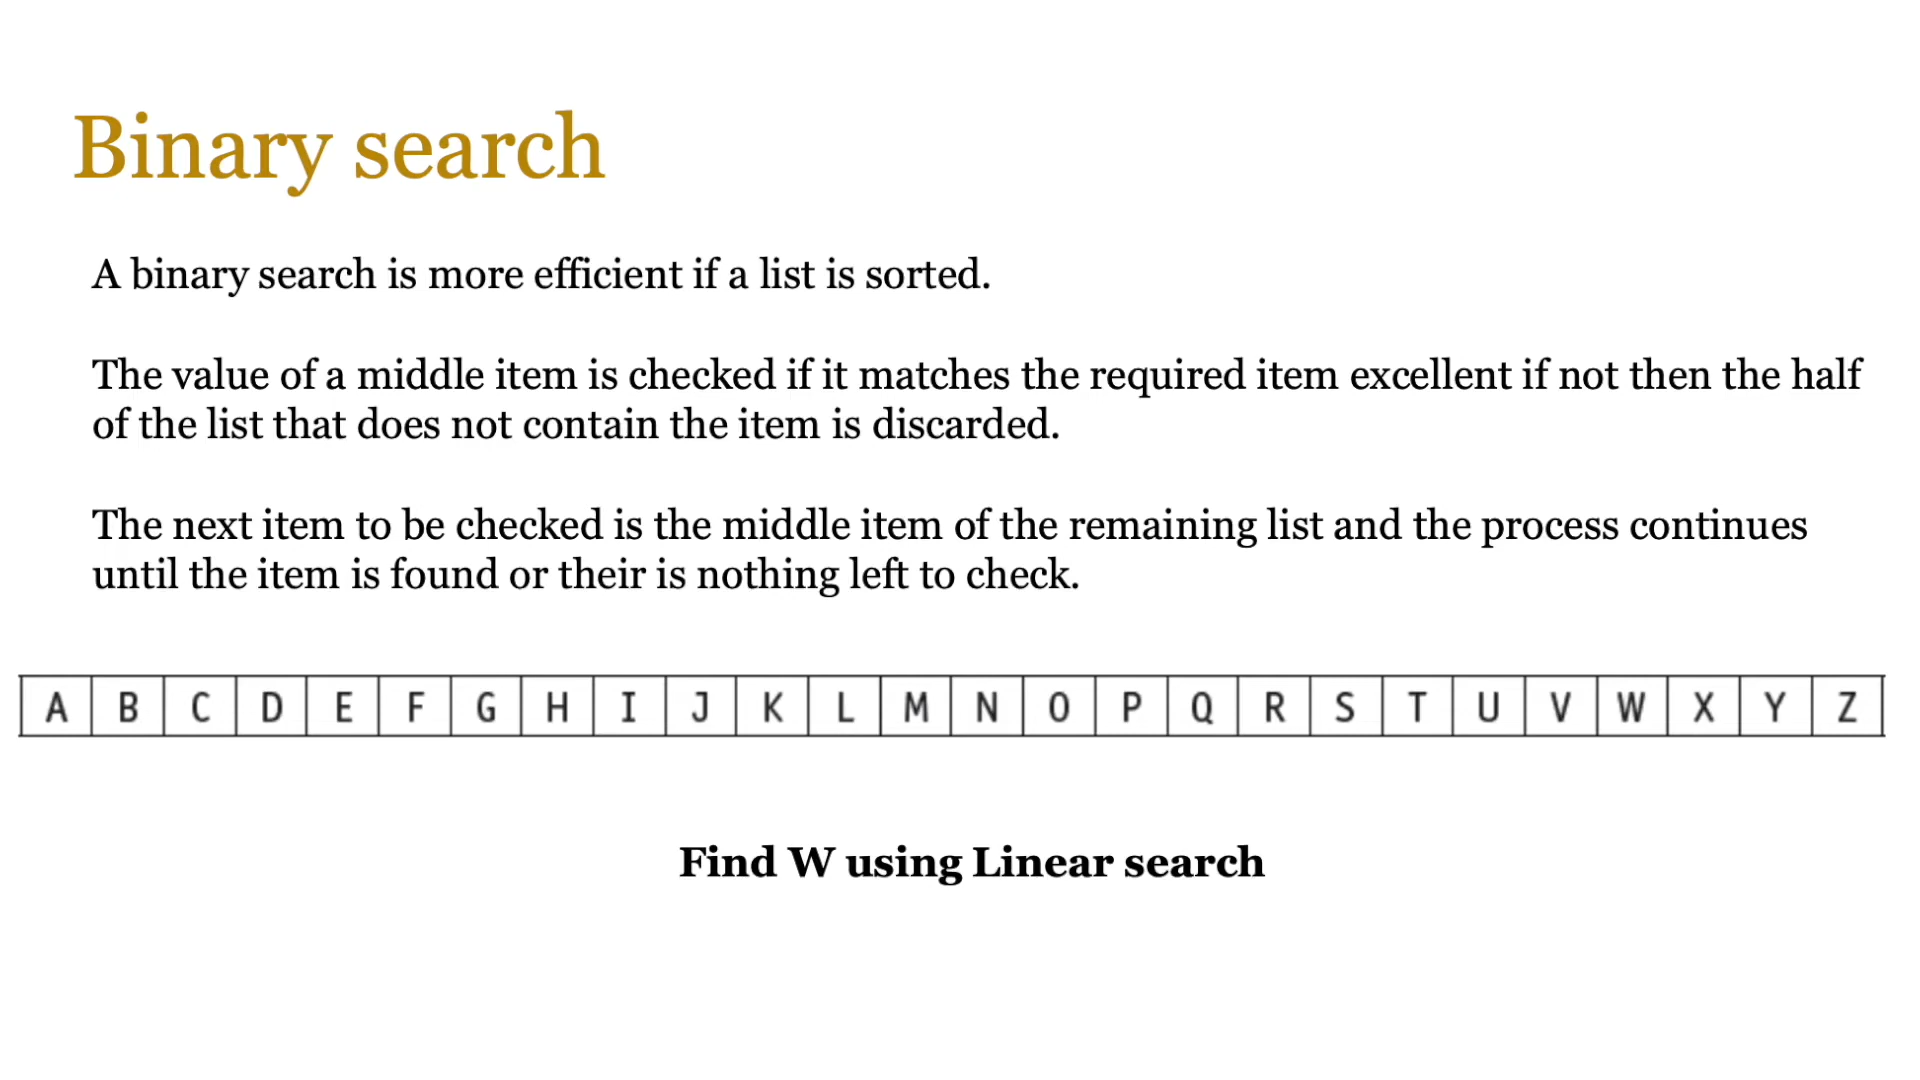 Binary search
A binary search is more efficient if a list is sorted.
The value of a middle item is checked if it matches the required item excellent if not then the half
of the list that does not contain the item is discarded.
The next item to be checked is the middle item of the remaining list and the process continues
until the item is found or their is nothing left to check.
A B C D E F G H I J K L M N O P Q R S T U V W X Y Z
Find W using Linear search